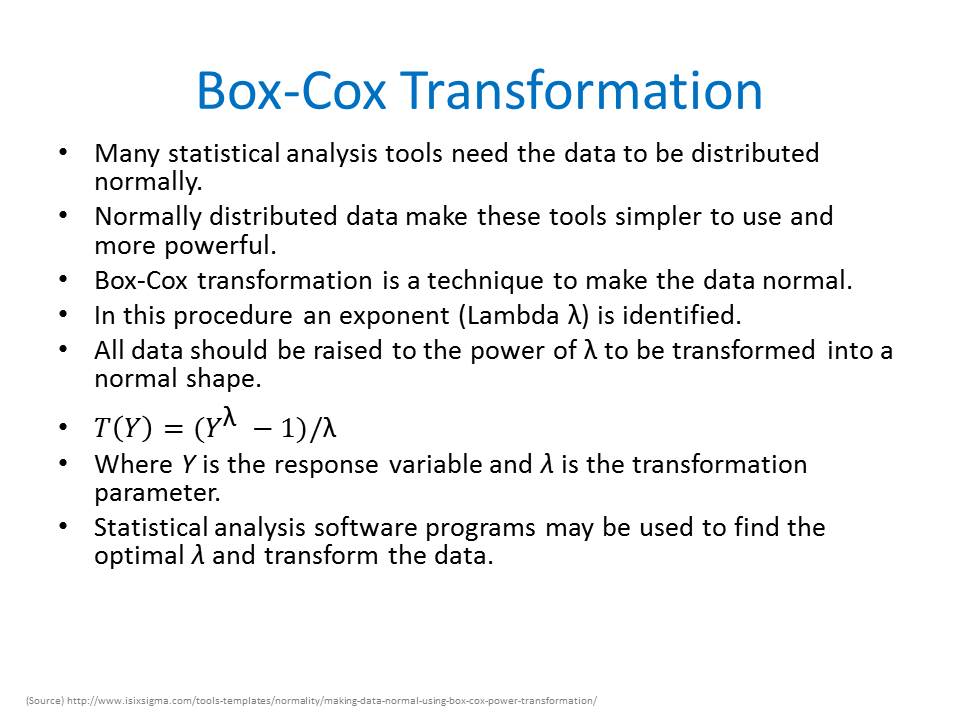 Box-Cox Transformation
• Many statistical analysis tools need the data to be distributed
normally.
• Normally distributed data make these tools simpler to use and
more powerful.
• Box-Cox transformation is a technique to make the data normal.
• In this procedure an exponent (Lambda λ) is identified.
• All data should be raised to the power of λ to be transformed into a
normal shape.
• T(Y) = (Y^λ − 1)/λ
• Where Y is the response variable and λ is the transformation
parameter.
• Statistical analysis software programs may be used to find the
optimal λ and transform the data.
(Source) http://www.isixsigma.com/tools-templates/normality/making-data-normal-using-box-cox-power-transformation/